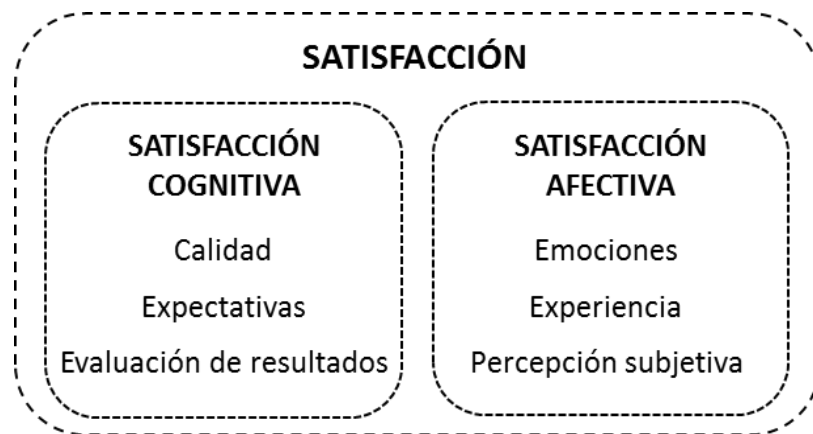 SATISFACCIÓN
SATISFACCIÓN
COGNITIVA
Calidad
Expectativas
Evaluación de resultados
SATISFACCIÓN
AFECTIVA
Emociones
Experiencia
Percepción subjetiva